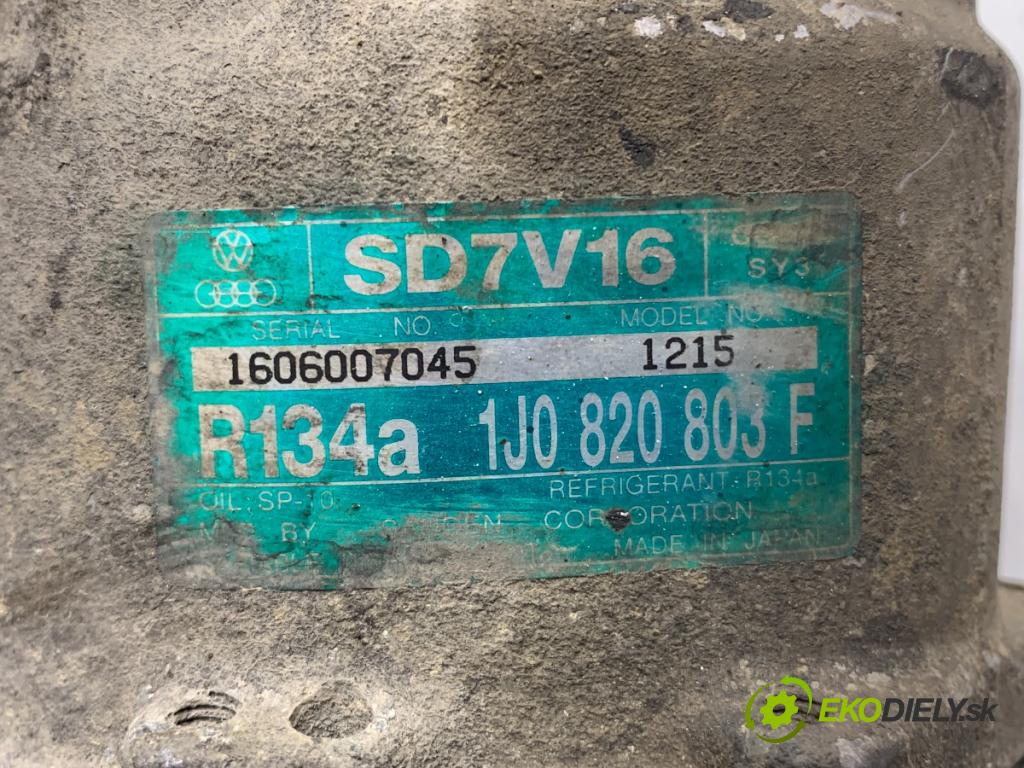 SD7V16
SY3
SERIAL NO. MODEL NO
1606007045 1215
R134a 1J0 820 803 F
OIL: SP-10 REFRIGERANT: R134a
BY CORPORATION
MADE IN JAPAN
EKODIELY.sk